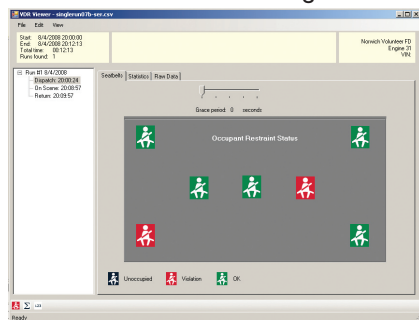 VDR Viewer - singlerun07b-ser.csv
File Edit View
Start: 8/4/2008 20:00:00
End: 8/4/2008 20:12:13
Total time: 00:12:13
Runs found: 1
Norwich Volunteer FD
Engine 31
VIN:
Run #1 8/4/2008
Dispatch: 20:00:24
On Scene: 20:08:57
Return: 20:09:57
Seatbelts Statistics Raw Data
Grace period: 0 seconds
Occupant Restraint Status
Unoccupied Violation OK
Σ 123
Ready